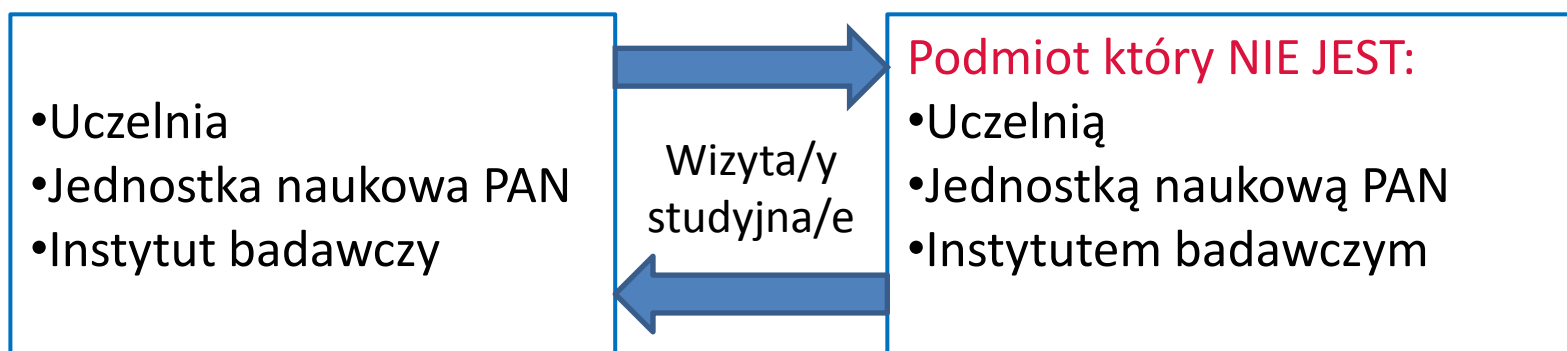 •Uczelnia
•Jednostka naukowa PAN
•Instytut badawczy
Wizyta/y
studyjna/e
Podmiot który NIE JEST:
•Uczelnią
•Jednostką naukową PAN
•Instytutem badawczym